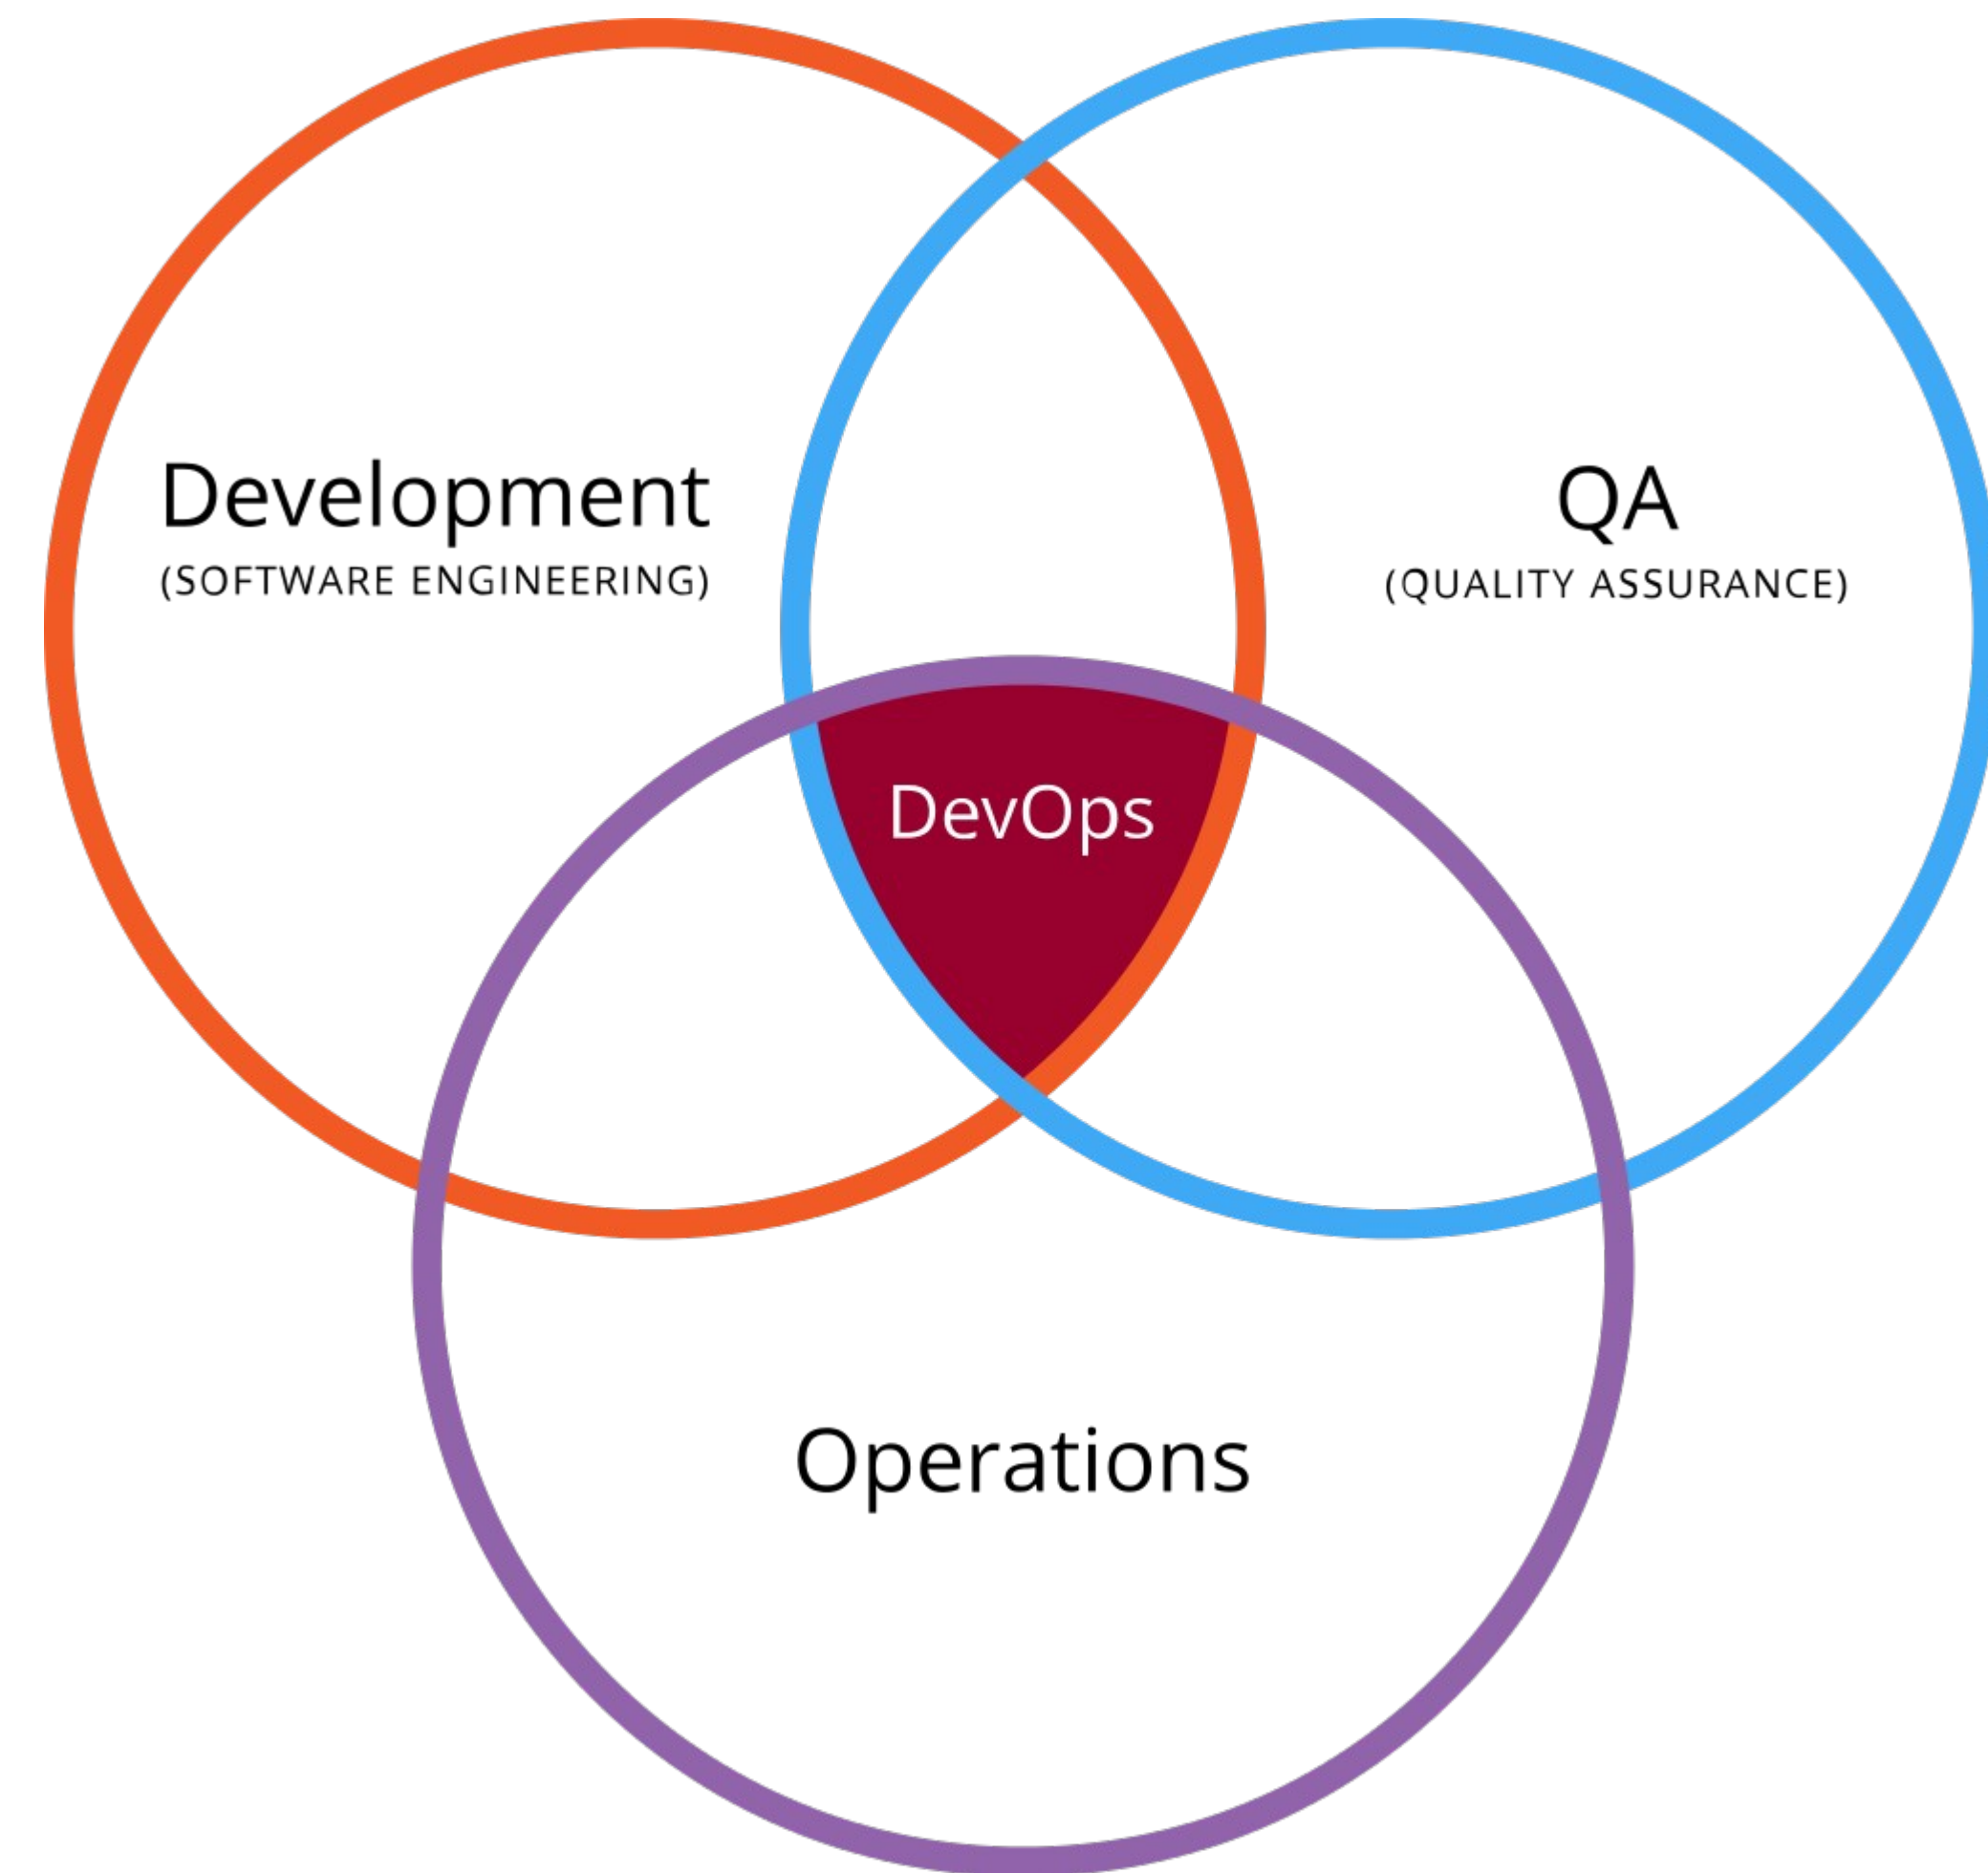 Development
(SOFTWARE ENGINEERING)
QA
(QUALITY ASSURANCE)
DevOps
Operations